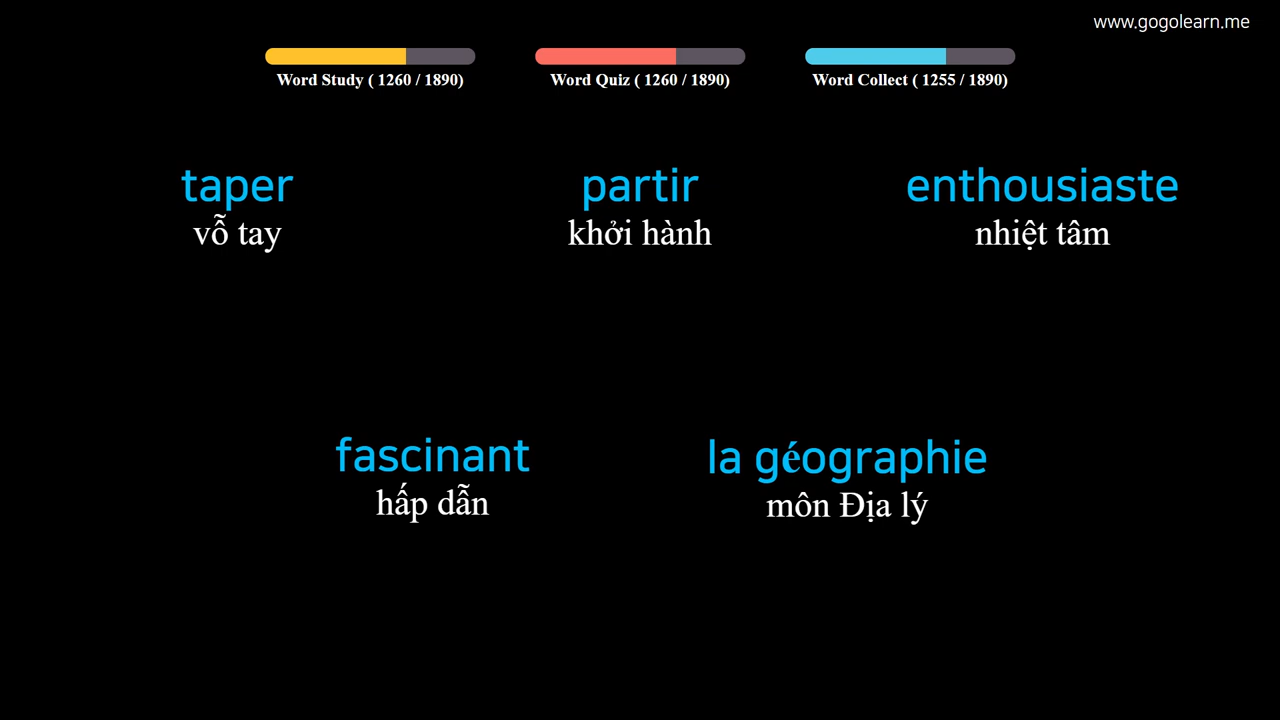 www.gogolearn.me
Word Study ( 1260 / 1890)
Word Quiz ( 1260 / 1890)
Word Collect ( 1255 / 1890)
taper
vỗ tay
partir
khởi hành
enthousiaste
nhiệt tâm
fascinant
hấp dẫn
la géographie
môn Địa lý